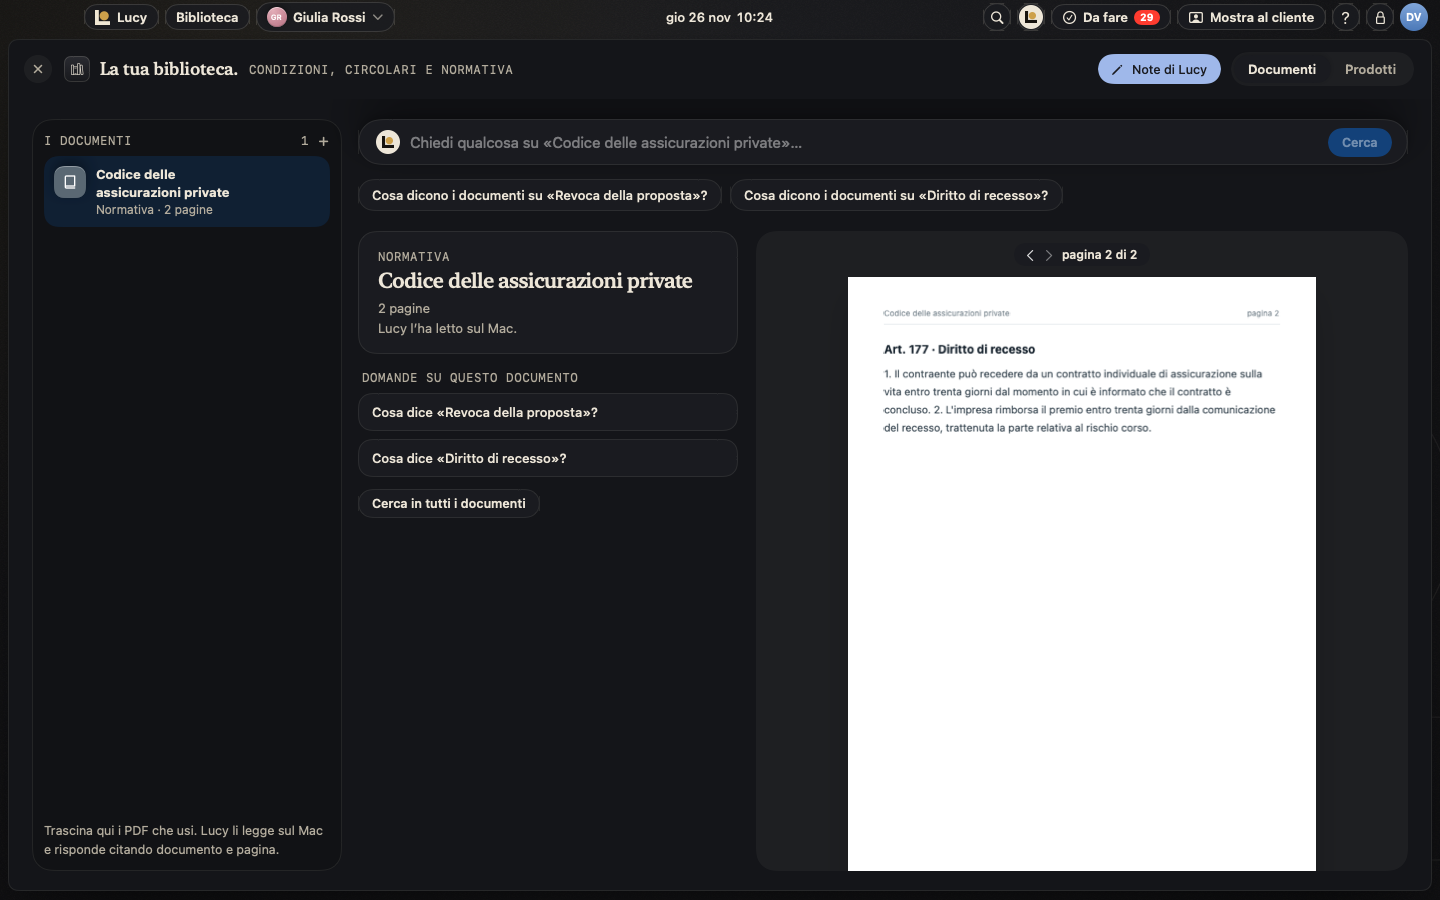 Lucy
Biblioteca
GR Giulia Rossi
gio 26 nov 10:24
Da fare 29
Mostra al cliente
?
DV
La tua biblioteca. CONDIZIONI, CIRCOLARI E NORMATIVA
Note di Lucy
Documenti
Prodotti
I DOCUMENTI 1 +
Codice delle
assicurazioni private
Normativa · 2 pagine
Trascina qui i PDF che usi. Lucy li legge sul Mac
e risponde citando documento e pagina.
Chiedi qualcosa su «Codice delle assicurazioni private»...
Cerca
Cosa dicono i documenti su «Revoca della proposta»?
Cosa dicono i documenti su «Diritto di recesso»?
NORMATIVA
Codice delle assicurazioni private
2 pagine
Lucy l'ha letto sul Mac.
DOMANDE SU QUESTO DOCUMENTO
Cosa dice «Revoca della proposta»?
Cosa dice «Diritto di recesso»?
Cerca in tutti i documenti
pagina 2 di 2
Codice delle assicurazioni private
pagina 2
Art. 177 · Diritto di recesso
1. Il contraente può recedere da un contratto individuale di assicurazione sulla
vita entro trenta giorni dal momento in cui è informato che il contratto è
concluso. 2. L'impresa rimborsa il premio entro trenta giorni dalla comunicazione
del recesso, trattenuta la parte relativa al rischio corso.